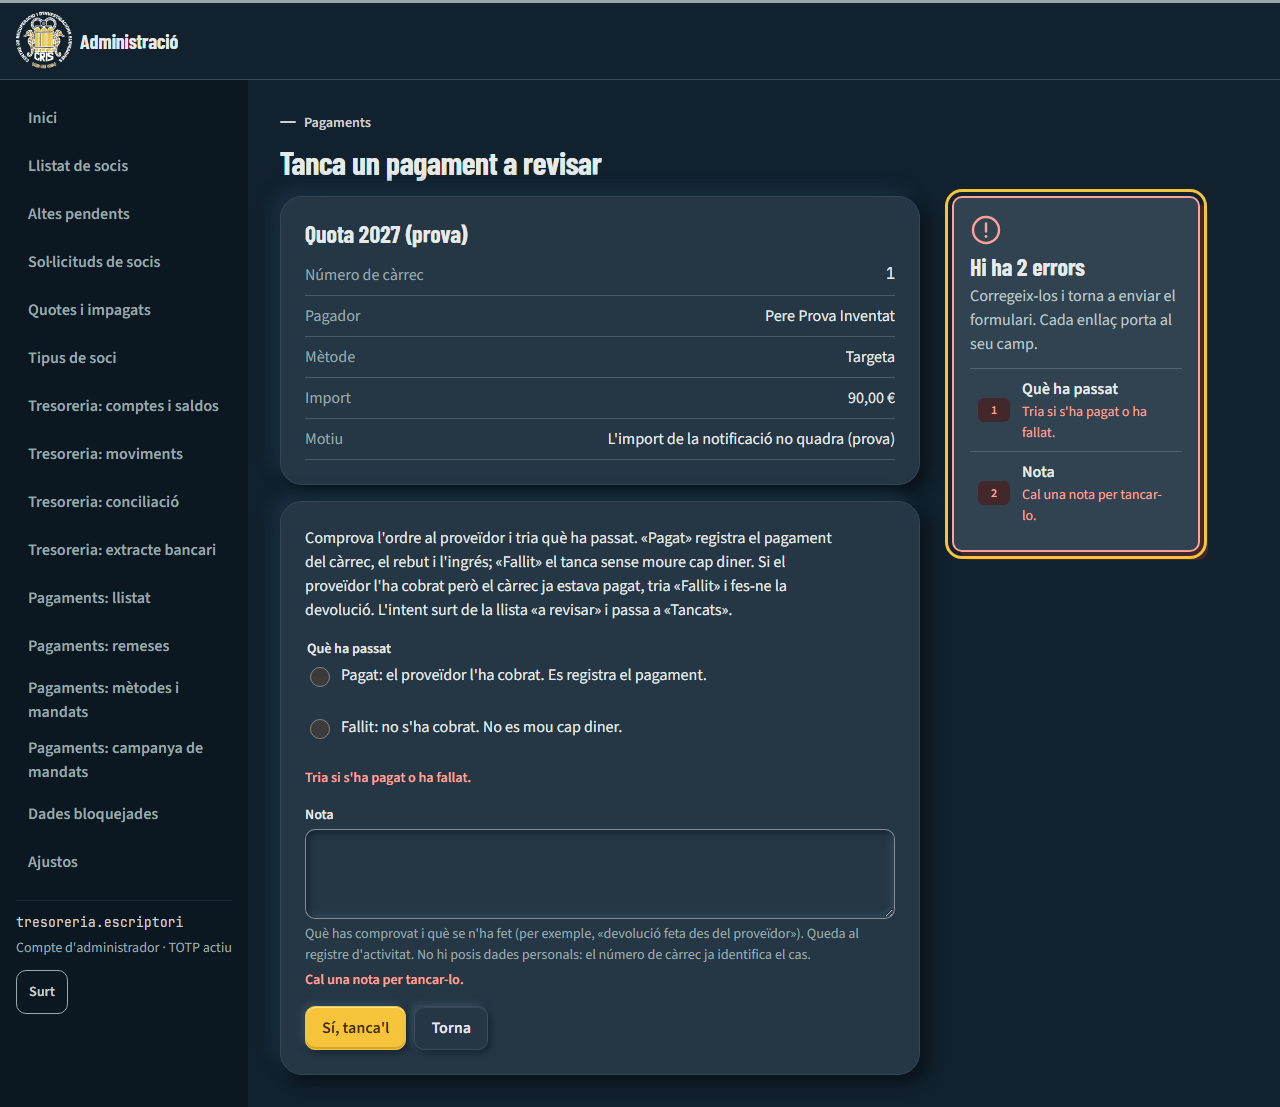 CRIS
Administració
Inici
Llistat de socis
Altes pendents
Sol·licituds de socis
Quotes i impagats
Tipus de soci
Tresoreria: comptes i saldos
Tresoreria: moviments
Tresoreria: conciliació
Tresoreria: extracte bancari
Pagaments: llistat
Pagaments: remeses
Pagaments: mètodes i
mandats
Pagaments: campanya de
mandats
Dades bloquejades
Ajustos
tresoreria.escriptori
Compte d'administrador · TOTP actiu
Surt
Pagaments
Tanca un pagament a revisar
Quota 2027 (prova)
Número de càrrec 1
Pagador Pere Prova Inventat
Mètode Targeta
Import 90,00 €
Motiu L'import de la notificació no quadra (prova)
Comprova l'ordre al proveïdor i tria què ha passat. «Pagat» registra el pagament
del càrrec, el rebut i l'ingrés; «Fallit» el tanca sense moure cap diner. Si el
proveïdor l'ha cobrat però el càrrec ja estava pagat, tria «Fallit» i fes-ne la
devolució. L'intent surt de la llista «a revisar» i passa a «Tancats».
Què ha passat
Pagat: el proveïdor l'ha cobrat. Es registra el pagament.
Fallit: no s'ha cobrat. No es mou cap diner.
Tria si s'ha pagat o ha fallat.
Nota
Què has comprovat i què se n'ha fet (per exemple, «devolució feta des del proveïdor»). Queda al
registre d'activitat. No hi posis dades personals: el número de càrrec ja identifica el cas.
Cal una nota per tancar-lo.
Sí, tanca'l
Torna
Hi ha 2 errors
Corregeix-los i torna a enviar el
formulari. Cada enllaç porta al
seu camp.
Què ha passat
1
Tria si s'ha pagat o ha
fallat.
Nota
2
Cal una nota per tancar-
lo.